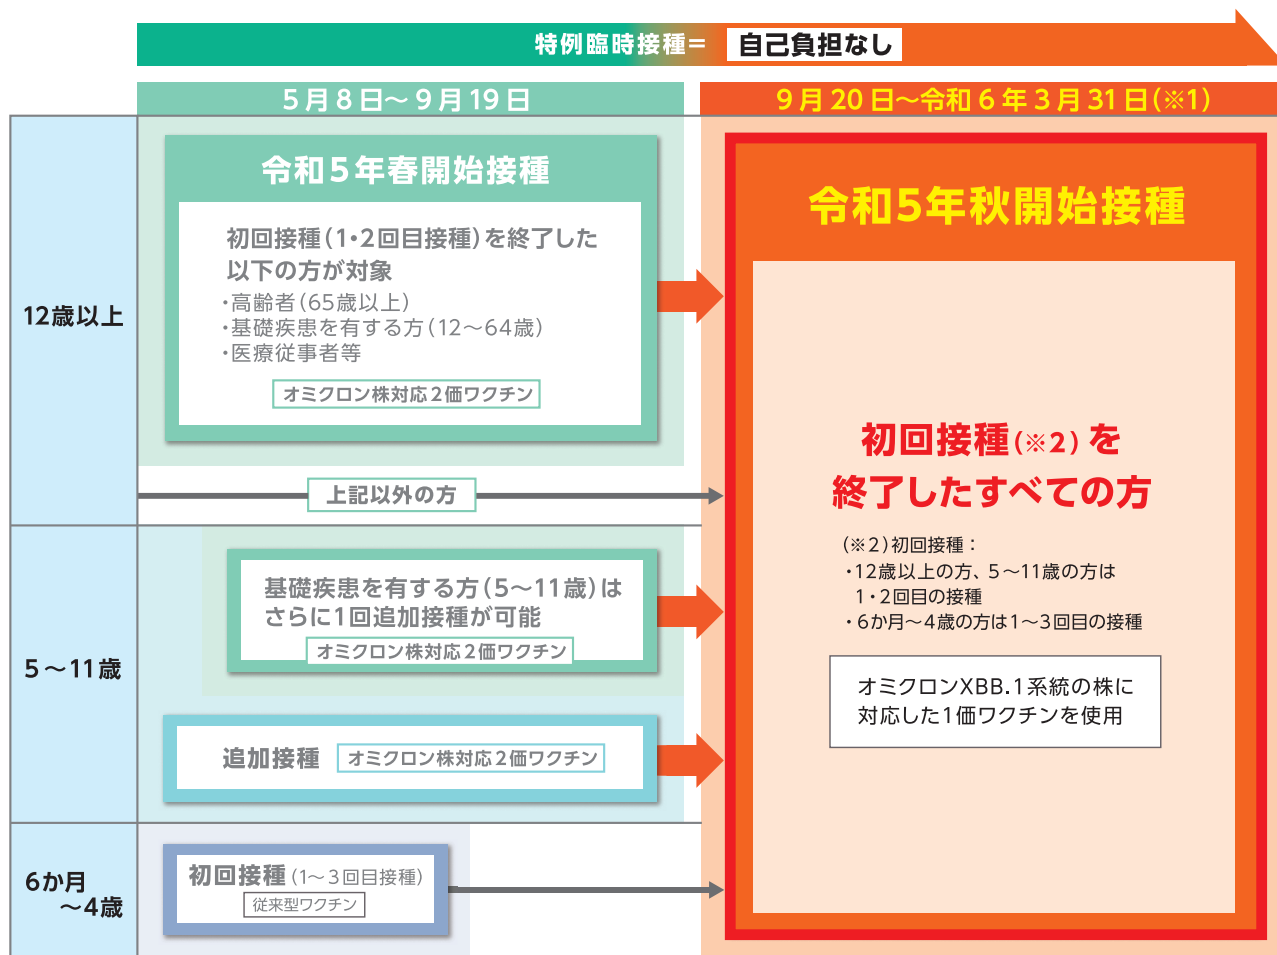 特例臨時接種= 自己負担なし
5月8日~9月19日
9月20日~令和6年3月31日(※1)
12歳以上
令和5年春開始接種
初回接種(1・2回目接種)を終了した
以下の方が対象
・高齢者(65歳以上)
・基礎疾患を有する方(12~64歳)
・医療従事者等
オミクロン株対応2価ワクチン
上記以外の方
5~11歳
基礎疾患を有する方(5~11歳)は
さらに1回追加接種が可能
オミクロン株対応2価ワクチン
追加接種 オミクロン株対応2価ワクチン
6か月
~4歳
初回接種(1~3回目接種)
従来型ワクチン
令和5年秋開始接種
初回接種(※2)を
終了したすべての方
(※2)初回接種:
・12歳以上の方、5~11歳の方は
1・2回目の接種
・6か月~4歳の方は1~3回目の接種
オミクロンXBB.1系統の株に
対応した1価ワクチンを使用